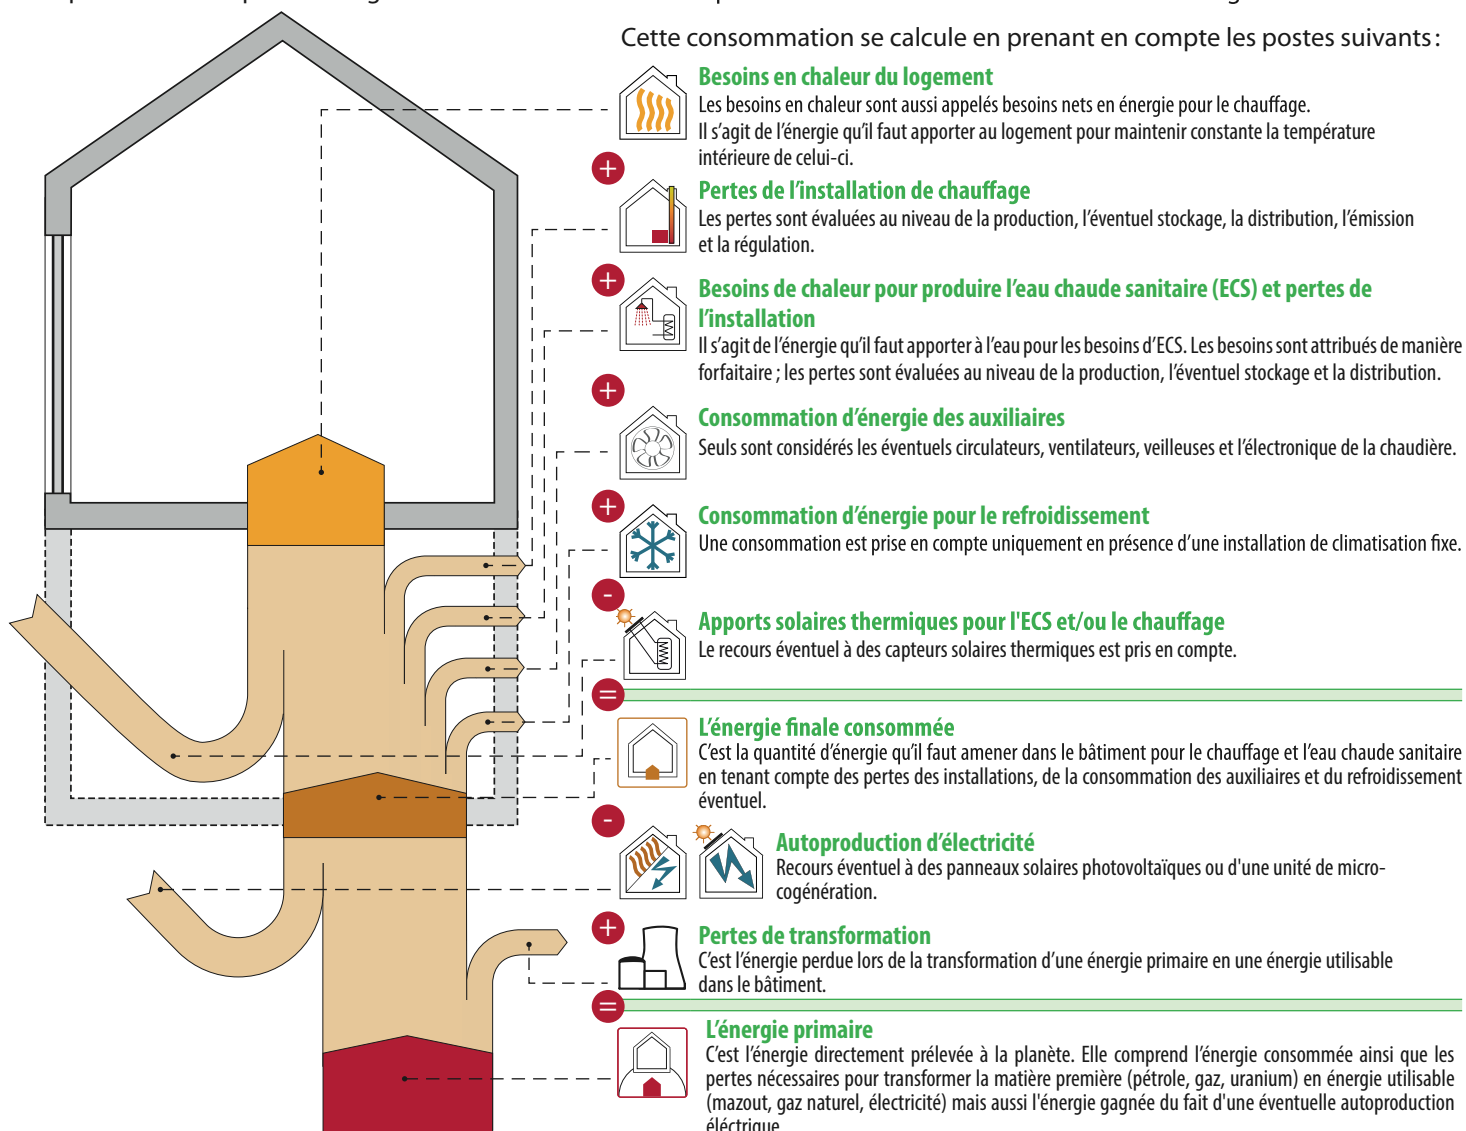 Cette consommation se calcule en prenant en compte les postes suivants :
Besoins en chaleur du logement
Les besoins en chaleur sont aussi appelés besoins nets en énergie pour le chauffage.
Il s'agit de l'énergie qu'il faut apporter au logement pour maintenir constante la température
intérieure de celui-ci.
+
Pertes de l'installation de chauffage
Les pertes sont évaluées au niveau de la production, l'éventuel stockage, la distribution, l'émission
et la régulation.
+
Besoins de chaleur pour produire l'eau chaude sanitaire (ECS) et pertes de
l'installation
Il s'agit de l'énergie qu'il faut apporter à l'eau pour les besoins d'ECS. Les besoins sont attribués de manière
forfaitaire ; les pertes sont évaluées au niveau de la production, l'éventuel stockage et la distribution.
+
Consommation d'énergie des auxiliaires
Seuls sont considérés les éventuels circulateurs, ventilateurs, veilleuses et l'électronique de la chaudière.
+
Consommation d'énergie pour le refroidissement
Une consommation est prise en compte uniquement en présence d'une installation de climatisation fixe.
-
Apports solaires thermiques pour l'ECS et/ou le chauffage
Le recours éventuel à des capteurs solaires thermiques est pris en compte.
=
L'énergie finale consommée
C'est la quantité d'énergie qu'il faut amener dans le bâtiment pour le chauffage et l'eau chaude sanitaire
en tenant compte des pertes des installations, de la consommation des auxiliaires et du refroidissement
éventuel.
-
Autoproduction d'électricité
Recours éventuel à des panneaux solaires photovoltaïques ou d'une unité de micro-
cogénération.
+
Pertes de transformation
C'est l'énergie perdue lors de la transformation d'une énergie primaire en une énergie utilisable
dans le bâtiment.
=
L'énergie primaire
C'est l'énergie directement prélevée à la planète. Elle comprend l'énergie consommée ainsi que les
pertes nécessaires pour transformer la matière première (pétrole, gaz, uranium) en énergie utilisable
(mazout, gaz naturel, électricité) mais aussi l'énergie gagnée du fait d'une éventuelle autoproduction
éléctrique